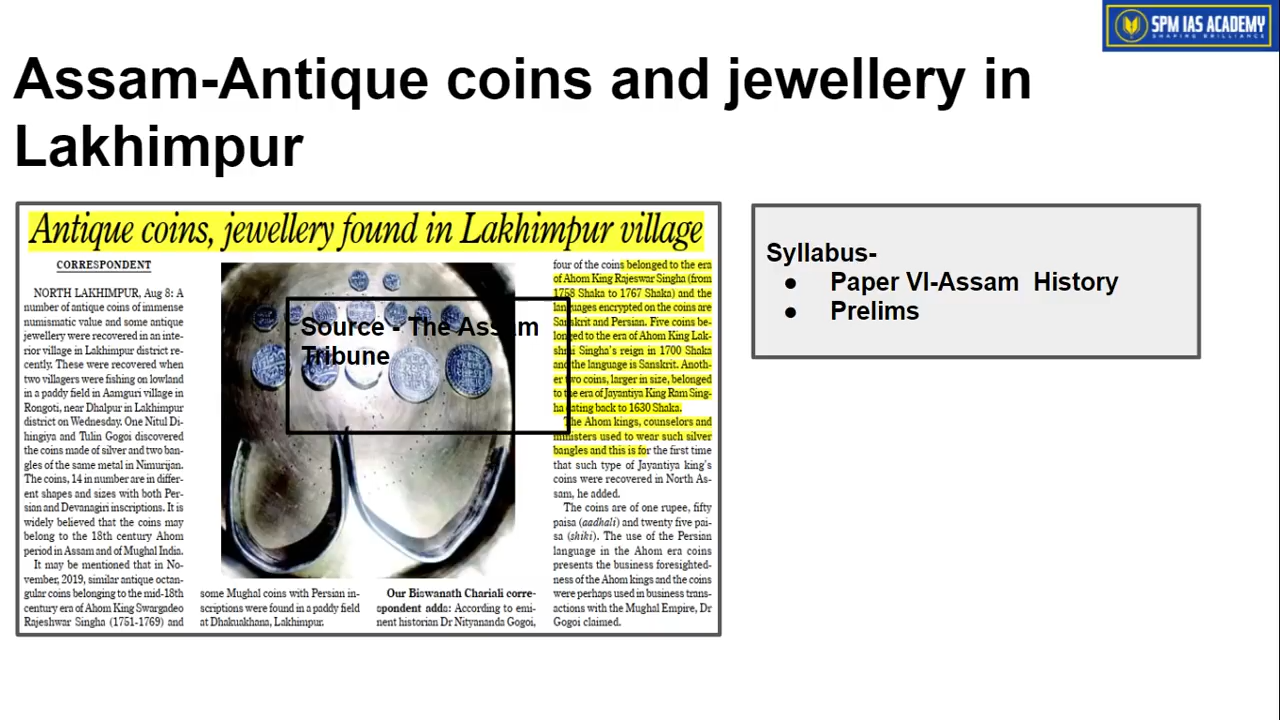 SPM IAS ACADEMY
SHAPING BRILLIANCE
Assam-Antique coins and jewellery in
Lakhimpur
Antique coins, jewellery found in Lakhimpur village
CORRESPONDENT
NORTH LAKHIMPUR, Aug 8: A
number of antique coins of immense
numismatic value and some antique
jewellery were recovered in an inte-
rior village in Lakhimpur district re-
cently. These were recovered when
two villagers were fishing on lowland
in a paddy field in Aamguri village in
Rongoti, near Dhalpur in Lakhimpur
district on Wednesday. One Nitul Di-
hingiya and Tulin Gogoi discovered
the coins made of silver and two ban-
gles of the same metal in Nimurijan.
The coins, 14 in number are in differ-
ent shapes and sizes with both Per-
sian and Devanagiri inscriptions. It is
widely believed that the coins may
belong to the 18th century Ahom
period in Assam and of Mughal India.
It may be mentioned that in No-
vember, 2019, similar antique octan-
gular coins belonging to the mid-18th
century era of Ahom King Swargadeo
Rajeshwar Singha (1751-1769) and
some Mughal coins with Persian in-
scriptions were found in a paddy field
at Dhakuakhana, Lakhimpur.
Our Biswanath Chariali corre-
spondent adds: According to emi-
nent historian Dr Nityananda Gogoi,
four of the coins belonged to the era
of Ahom King Rajeswar Singha (from
1758 Shaka to 1767 Shaka) and the
languages encrypted on the coins are
Sanskrit and Persian. Five coins be-
longed to the era of Ahom King Lak-
shmi Singha's reign in 1700 Shaka
and the language is Sanskrit. Anoth-
er two coins, larger in size, belonged
to the era of Jayantiya King Ram Sing-
ha dating back to 1630 Shaka.
The Ahom kings, counselors and
ministers used to wear such silver
bangles and this is for the first time
that such type of Jayantiya king's
coins were recovered in North As-
sam, he added.
The coins are of one rupee, fifty
paisa (aadhali) and twenty five pai-
sa (shiki). The use of the Persian
language in the Ahom era coins
presents the business foresighted-
ness of the Ahom kings and the coins
were perhaps used in business trans-
actions with the Mughal Empire, Dr
Gogoi claimed.
Source - The Assam
Tribune
Syllabus-
● Paper VI-Assam History
● Prelims